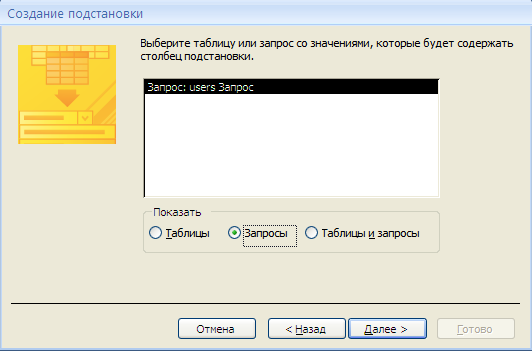 Создание подстановки
Выберите таблицу или запрос со значениями, которые будет содержать
столбец подстановки.
Запрос: users Запрос
Показать
Таблицы Запросы Таблицы и запросы
Отмена < Назад Далее > Готово